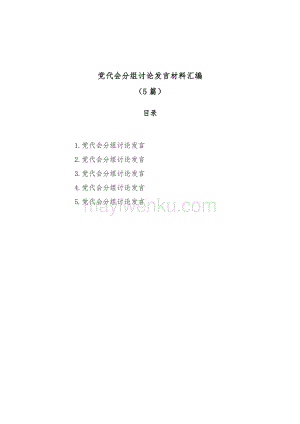 党代会分组讨论发言材料汇编
（5 篇）
目录
1.党代会分组讨论发言
2.党代会分组讨论发言
3.党代会分组讨论发言
4.党代会分组讨论发言
5.党代会分组讨论发言
mayiwenku.com